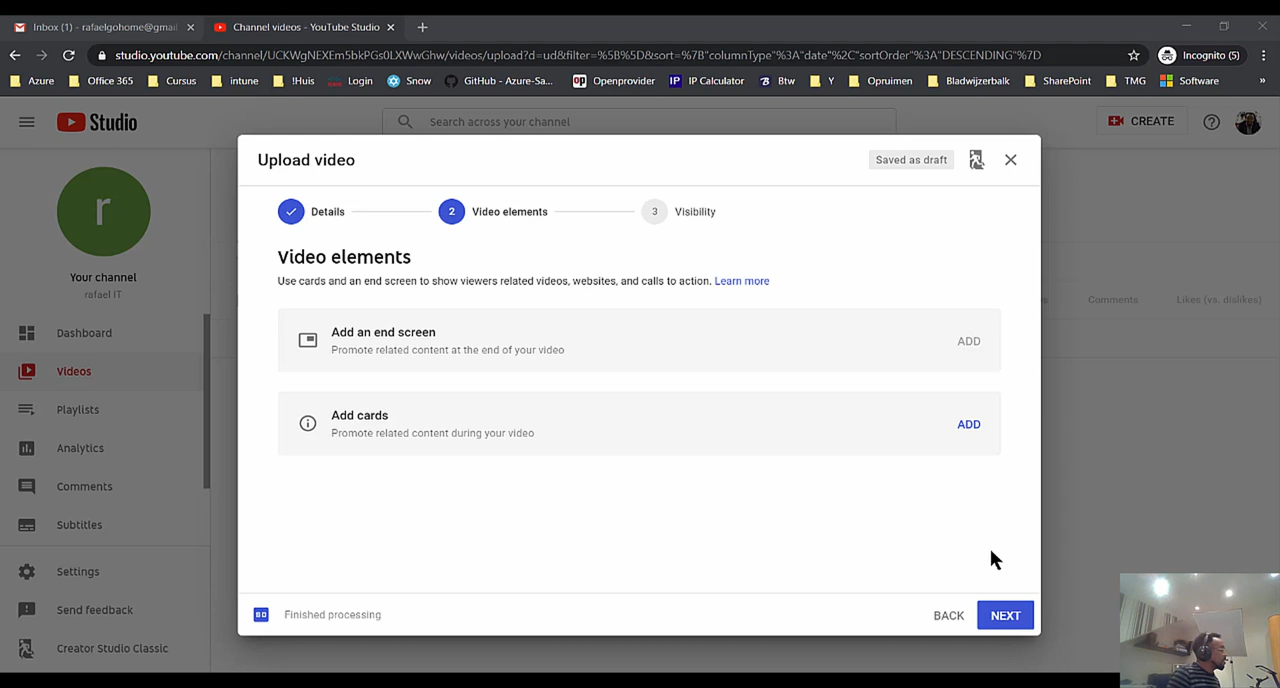 Inbox (1) - rafaelgohome@gmail
Channel videos - YouTube Studio
studio.youtube.com/channel/UCKWgNEXEm5bkPGs0LXWwGhw/videos/upload?d=ud&filter=%5B%5D&sort=%7B"columnType"%3A"date"%2C"sortOrder"%3A"DESCENDING"%7D
Incognito (5)
Azure Office 365 Cursus intune !Huis Login Snow GitHub - Azure-Sa... Openprovider IP Calculator Btw Y Opruimen Bladwijzerbalk SharePoint TMG Software »
Studio
Search across your channel
CREATE
Upload video
Saved as draft
r
Your channel
rafael IT
Dashboard
Videos
Playlists
Analytics
Comments
Subtitles
Settings
Send feedback
Creator Studio Classic
Details
2 Video elements
3 Visibility
Video elements
Use cards and an end screen to show viewers related videos, websites, and calls to action. Learn more
Add an end screen
Promote related content at the end of your video
ADD
Add cards
Promote related content during your video
ADD
Comments
Likes (vs. dislikes)
SD
Finished processing
BACK
NEXT